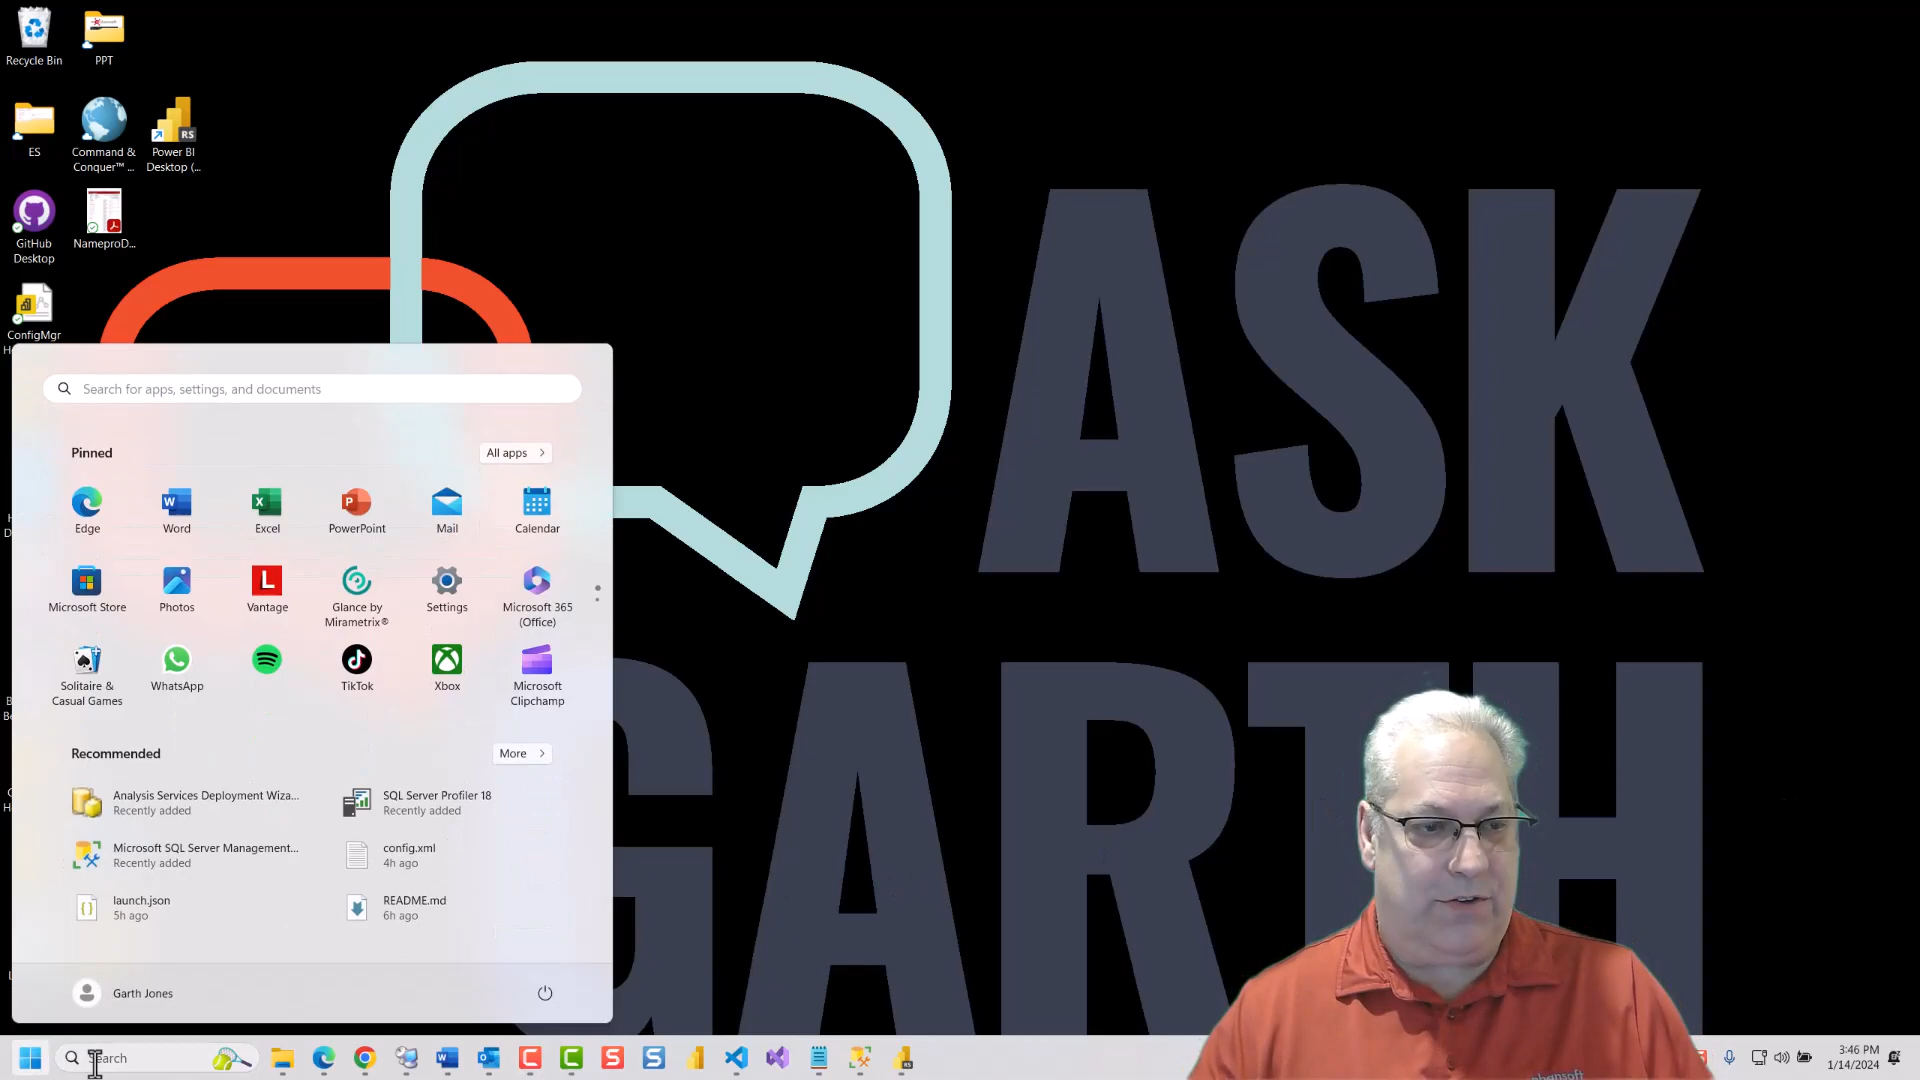 Recycle Bin
PPT
ES
Command &
Conquer™ ...
RS
Power BI
Desktop (...
GitHub
Desktop
NameproD...
ConfigMgr
ASK
GARTH
Search for apps, settings, and documents
Pinned
All apps
Edge
Word
Excel
PowerPoint
Mail
Calendar
Microsoft Store
Photos
Vantage
Glance by
Mirametrix®
Settings
Microsoft 365
(Office)
Solitaire &
Casual Games
WhatsApp
TikTok
Xbox
Microsoft
Clipchamp
Recommended
More
Analysis Services Deployment Wiza...
Recently added
SQL Server Profiler 18
Recently added
Microsoft SQL Server Management...
Recently added
config.xml
4h ago
launch.json
5h ago
README.md
6h ago
Garth Jones
Search
3:46 PM
1/14/2024